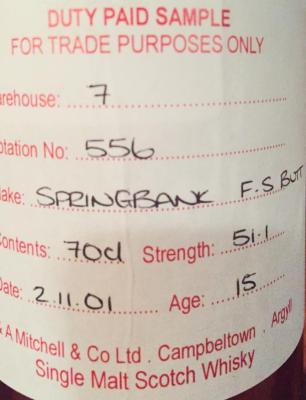 DUTY PAID SAMPLE
FOR TRADE PURPOSES ONLY
arehouse: 7
otation No: 556
ake: SPRINGBANK F.S. BUTT
ontents: 70cl Strength: 51.1
Date: 2.11.01 Age: 15
& A Mitchell & Co Ltd . Campbeltown . Argyll
Single Malt Scotch Whisky